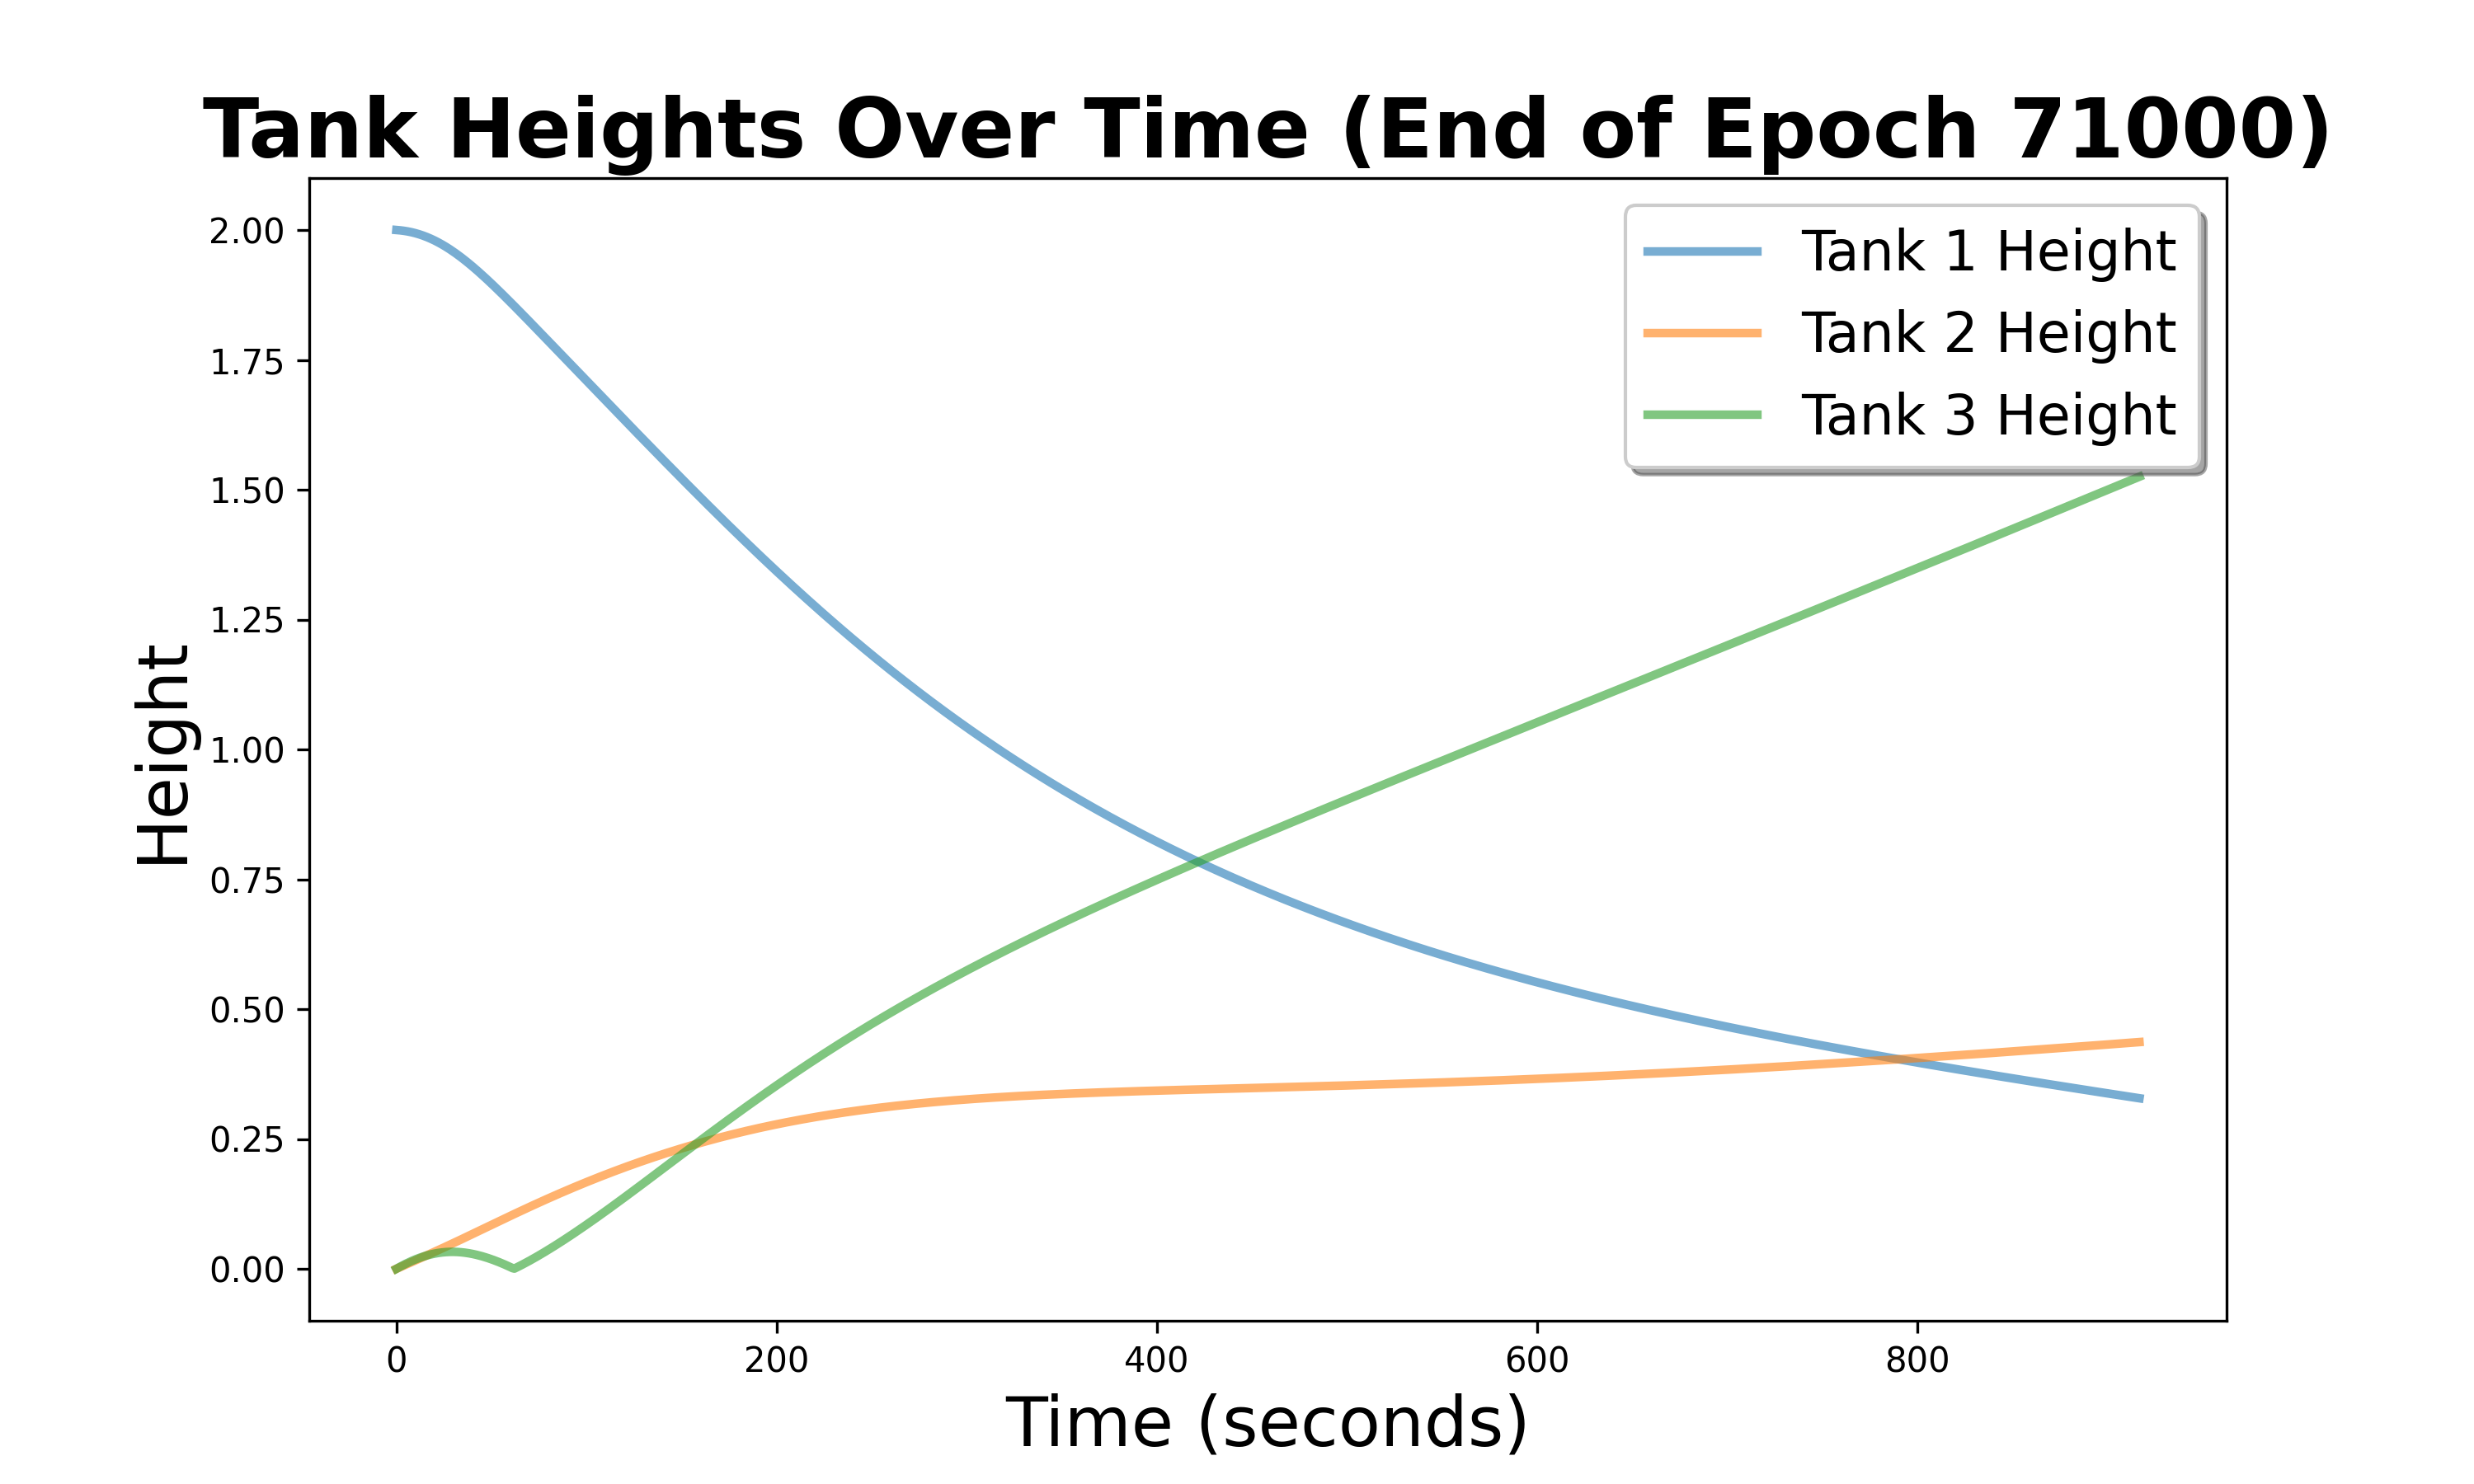 Tank Heights Over Time (End of Epoch 71000)
Tank 1 Height
Tank 2 Height
Tank 3 Height
Height
2.00
1.75
1.50
1.25
1.00
0.75
0.50
0.25
0.00
0 200 400 600 800
Time (seconds)